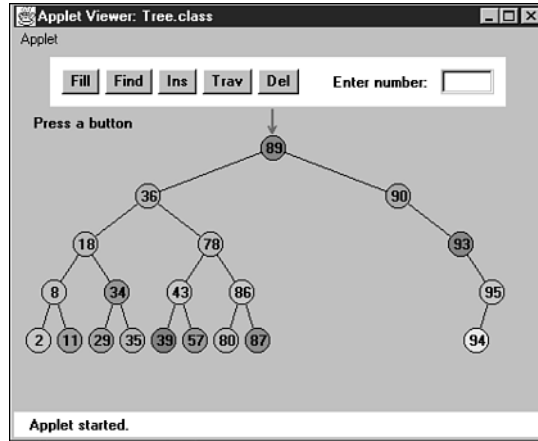 Applet Viewer: Tree.class
Applet
Fill Find Ins Trav Del Enter number:
Press a button
89
36 90
18 78 93
8 34 43 86 95
2 11 29 35 39 57 80 87 94
Applet started.